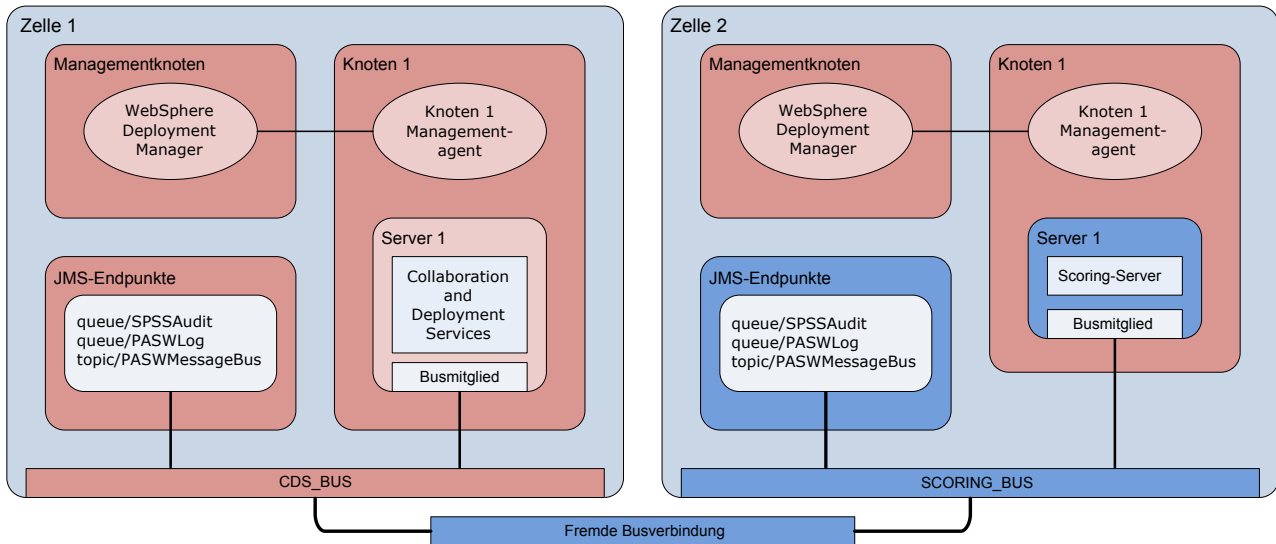 Zelle 1
Managementknoten
WebSphere
Deployment
Manager
Knoten 1
Knoten 1
Management-
agent
Server 1
Collaboration
and
Deployment
Services
Busmitglied
JMS-Endpunkte
queue/SPSSAudit
queue/PASWLog
topic/PASWMessageBus
CDS_BUS
Zelle 2
Managementknoten
WebSphere
Deployment
Manager
Knoten 1
Knoten 1
Management-
agent
Server 1
Scoring-Server
Busmitglied
JMS-Endpunkte
queue/SPSSAudit
queue/PASWLog
topic/PASWMessageBus
SCORING_BUS
Fremde Busverbindung